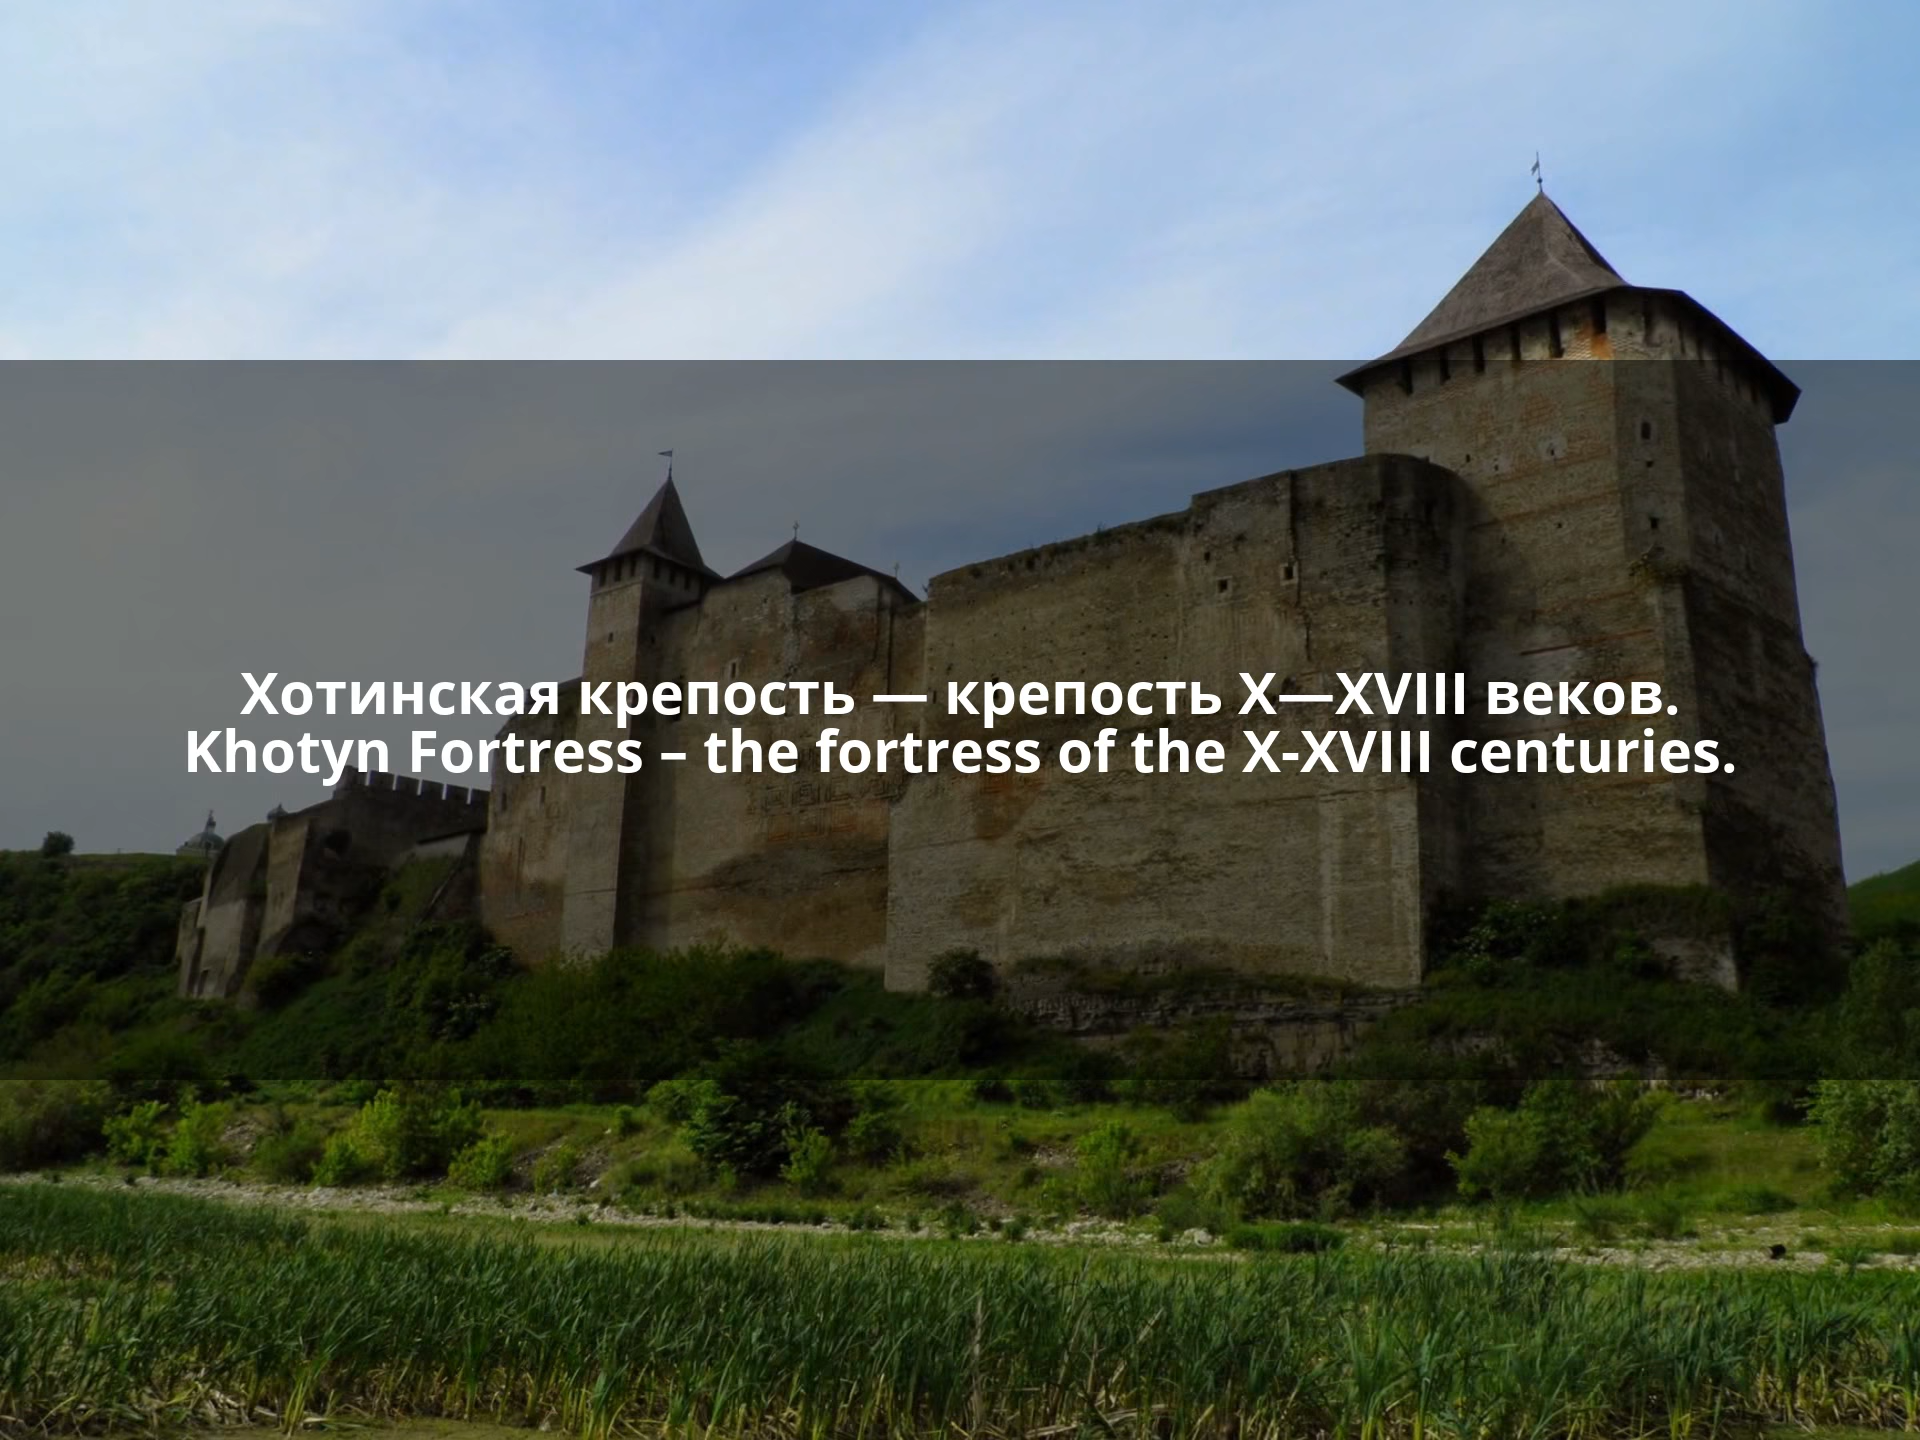 Хотинская крепость — крепость X—XVIII веков.
Khotyn Fortress – the fortress of the X-XVIII centuries.